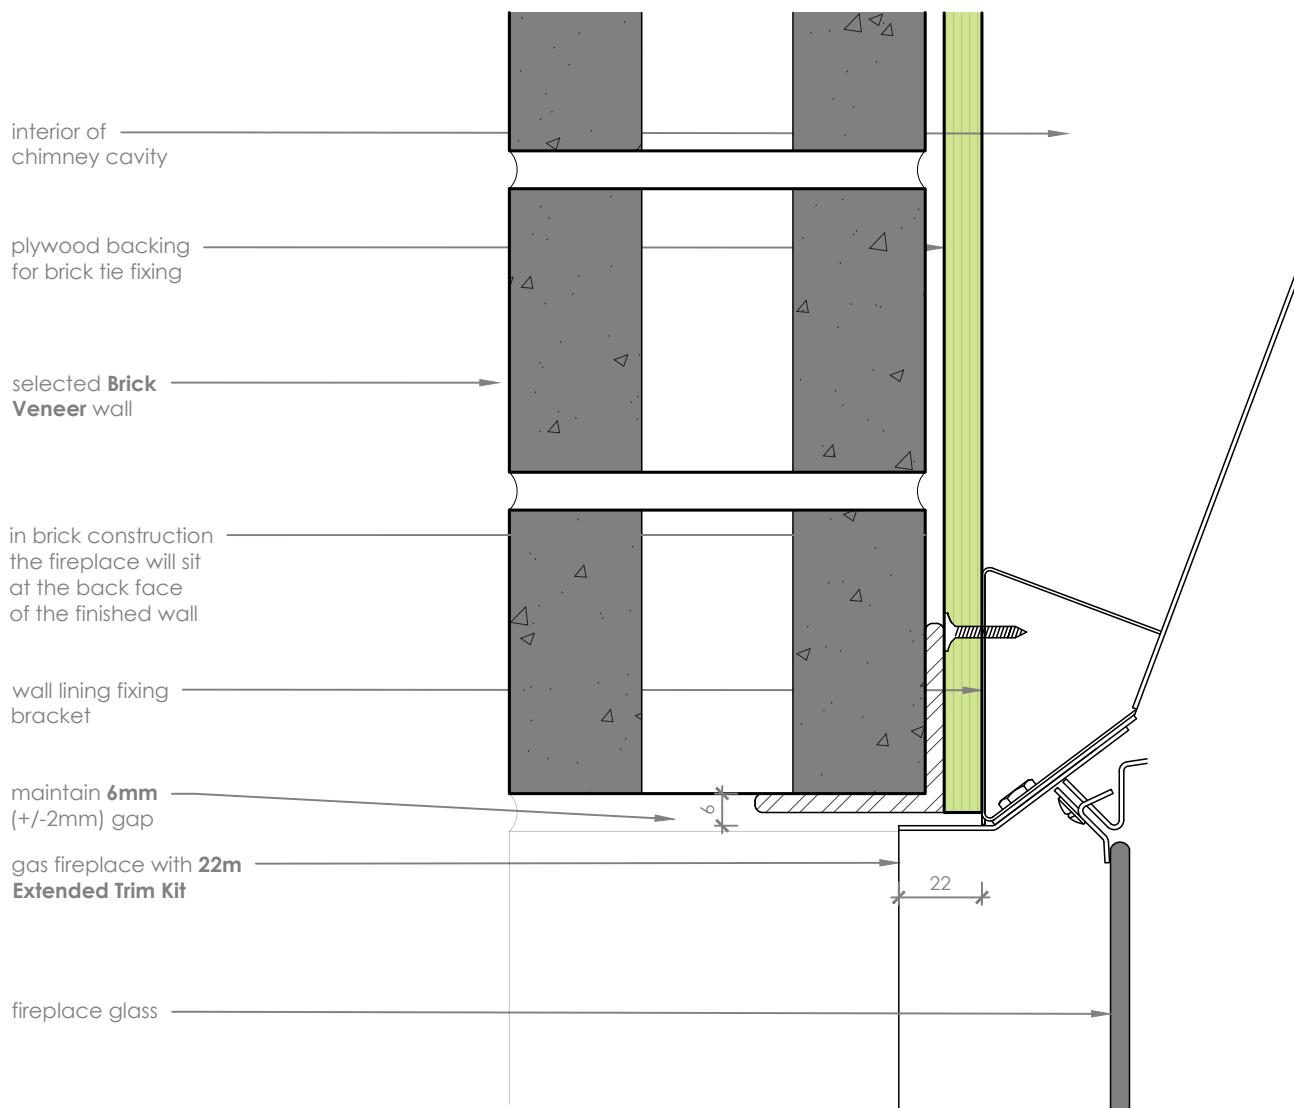 interior of
chimney cavity
plywood backing
for brick tie fixing
selected Brick
Veneer wall
in brick construction
the fireplace will sit
at the back face
of the finished wall
wall lining fixing
bracket
maintain 6mm
(+/-2mm) gap
6
gas fireplace with 22m
Extended Trim Kit
22
fireplace glass